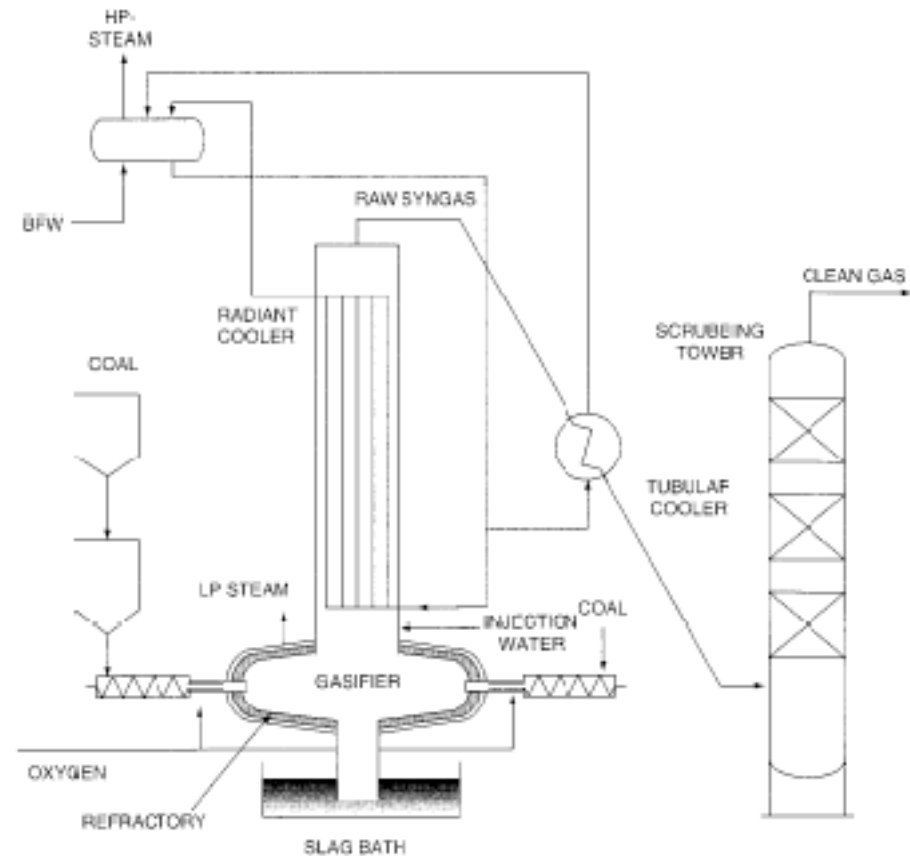 HP-
STEAM
BFW
RAW SYNGAS
CLEAN GAS
RADIANT
COOLER
SCRUBEING
TOWER
COAL
TUBULAF
COOLER
LP STEAM
COAL
INJECTION
WATER
GASIFIER
OXYGEN
REFRACTORY
SLAG BATH